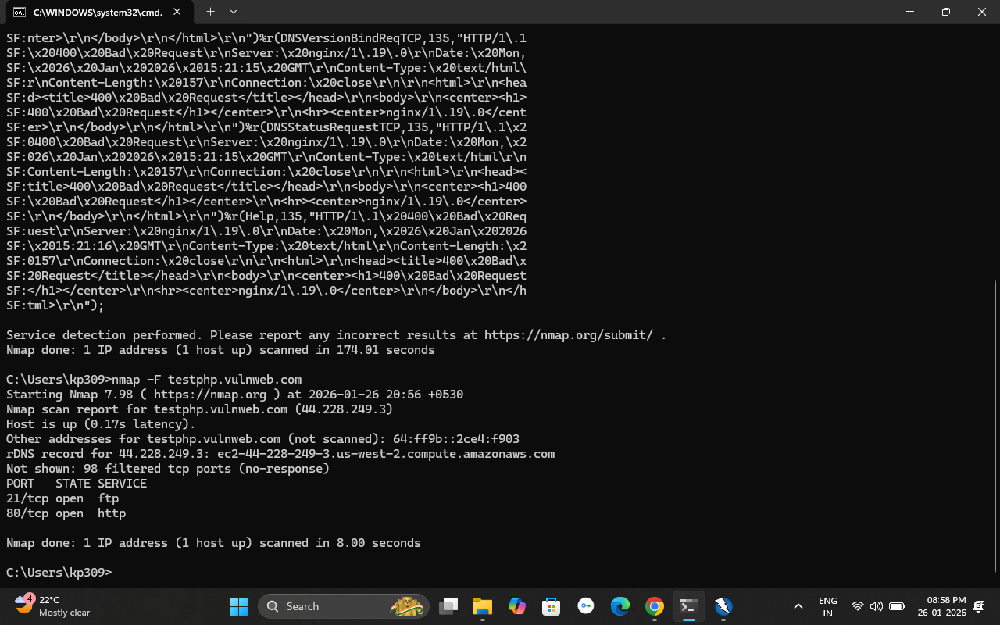 C:\WINDOWS\system32\cmd.
SF:nter>\r\n</body>\r\n</html>\r\n")%r(DNSVersionBindReqTCP,135,"HTTP/1\.1
SF:\x20400\x20Bad\x20Request\r\nServer:\x20nginx/1\.19\.0\r\nDate:\x20Mon,
SF:\x2026\x20Jan\x202026\x2015:21:15\x20GMT\r\nContent-Type:\x20text/html\
SF:r\nContent-Length:\x20157\r\nConnection:\x20close\r\n\r\n<html>\r\n<hea
SF:d><title>400\x20Bad\x20Request</title></head>\r\n<body>\r\n<center><h1>
SF:400\x20Bad\x20Request</h1></center>\r\n<hr><center>nginx/1\.19\.0</cent
SF:er>\r\n</body>\r\n</html>\r\n")%r(DNSStatusRequestTCP,135,"HTTP/1\.1\x2
SF:0400\x20Bad\x20Request\r\nServer:\x20nginx/1\.19\.0\r\nDate:\x20Mon,\x2
SF:026\x20Jan\x202026\x2015:21:15\x20GMT\r\nContent-Type:\x20text/html\r\n
SF:Content-Length:\x20157\r\nConnection:\x20close\r\n\r\n<html>\r\n<head><
SF:title>400\x20Bad\x20Request</title></head>\r\n<body>\r\n<center><h1>400
SF:\x20Bad\x20Request</h1></center>\r\n<hr><center>nginx/1\.19\.0</center>
SF:\r\n</body>\r\n</html>\r\n")%r(Help,135,"HTTP/1\.1\x20400\x20Bad\x20Req
SF:uest\r\nServer:\x20nginx/1\.19\.0\r\nDate:\x20Mon,\x2026\x20Jan\x202026
SF:\x2015:21:16\x20GMT\r\nContent-Type:\x20text/html\r\nContent-Length:\x2
SF:0157\r\nConnection:\x20close\r\n\r\n<html>\r\n<head><title>400\x20Bad\x
SF:20Request</title></head>\r\n<body>\r\n<center><h1>400\x20Bad\x20Request
SF:</h1></center>\r\n<hr><center>nginx/1\.19\.0</center>\r\n</body>\r\n</h
SF:tml>\r\n");
Service detection performed. Please report any incorrect results at https://nmap.org/submit/ .
Nmap done: 1 IP address (1 host up) scanned in 174.01 seconds
C:\Users\kp309>nmap -F testphp.vulnweb.com
Starting Nmap 7.98 ( https://nmap.org ) at 2026-01-26 20:56 +0530
Nmap scan report for testphp.vulnweb.com (44.228.249.3)
Host is up (0.17s latency).
Other addresses for testphp.vulnweb.com (not scanned): 64:ff9b::2ce4:f903
rDNS record for 44.228.249.3: ec2-44-228-249-3.us-west-2.compute.amazonaws.com
Not shown: 98 filtered tcp ports (no-response)
PORT   STATE SERVICE
21/tcp open  ftp
80/tcp open  http
Nmap done: 1 IP address (1 host up) scanned in 8.00 seconds
C:\Users\kp309>
4
22°C
Mostly clear
Search
ENG
IN
08:58 PM
26-01-2026